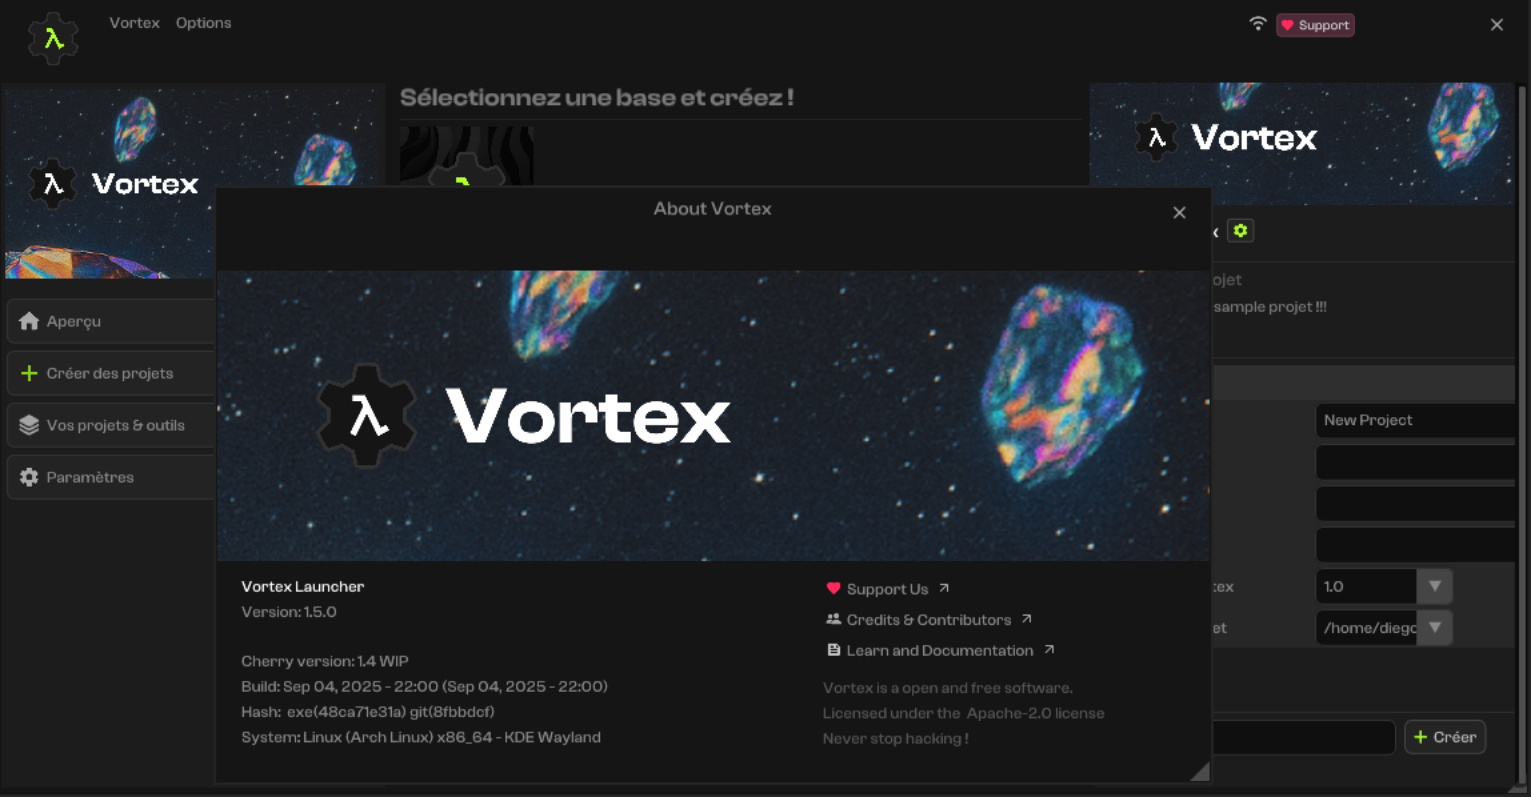 Vortex Options
Support
Sélectionnez une base et créez !
λ Vortex
λ Vortex
Aperçu
Créer des projets
Vos projets & outils
Paramètres
About Vortex
λ Vortex
Vortex Launcher
Version: 1.5.0
Cherry version: 1.4 WIP
Build: Sep 04, 2025 - 22:00 (Sep 04, 2025 - 22:00)
Hash: exe(48ca71e31a) git(8fbbdcf)
System: Linux (Arch Linux) x86_64 - KDE Wayland
Support Us
Credits & Contributors
Learn and Documentation
Vortex is a open and free software.
Licensed under the Apache-2.0 license
Never stop hacking !
ojet
sample projet !!!
New Project
tex 1.0
et /home/diego
Créer